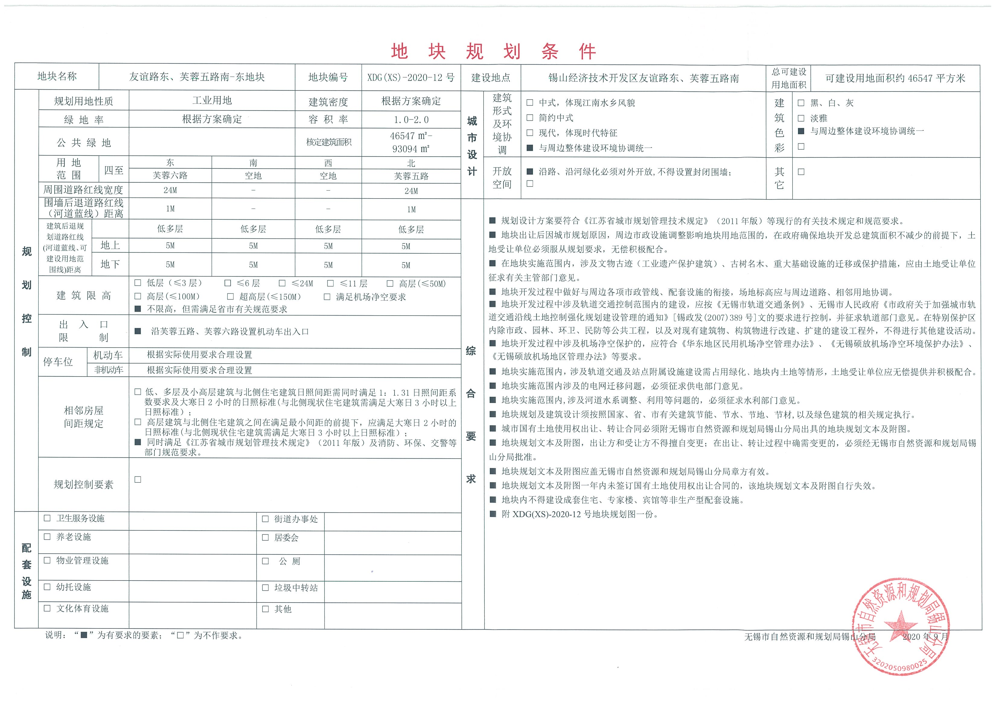 地块规划条件
地块名称 友谊路东、芙蓉五路南-东地块 地块编号 XDG(XS)-2020-12号 建设地点 锡山经济技术开发区友谊路东、芙蓉五路南 总可建设用地面积 可建设用地面积约46547平方米
规划控制
规划用地性质 工业用地 建筑密度 根据方案确定
绿地率 根据方案确定 容积率 1.0-2.0
公共绿地 核定建筑面积 46547㎡-
93094㎡
用地范围 四至 东 南 西 北
芙蓉六路 空地 空地 芙蓉五路
周围道路红线宽度 24M - - 24M
围墙后退道路红线
（河道蓝线）距离 1M - - 1M
建筑后退规
划道路红线
(河道蓝线、可
建设用地范
围线)距离
低多层 低多层 低多层 低多层
地上 5M 5M 5M 5M
地下 5M 5M 5M 5M
建筑限高
□ 低层（≤3层） □ ≤6层 □ ≤24M □ ≤11层 □ 高层(≤50M)
□ 高层(≤100M) □ 超高层(≤150M) □ 满足机场净空要求
■ 不限高，但需满足省市有关规范要求
出入口
限制
■ 沿芙蓉五路、芙蓉六路设置机动车出入口
停车位 机动车 根据实际使用要求合理设置
非机动车 根据实际使用要求合理设置
相邻房屋
间距规定
□ 低、多层及小高层建筑与北侧住宅建筑日照间距需同时满足1：1.31日照间距系
数要求及大寒日2小时的日照标准(与北侧现状住宅建筑需满足大寒日3小时以上
日照标准)；
□ 高层建筑与北侧住宅建筑之间在满足最小间距的前提下，应满足大寒日2小时的
日照标准(与北侧现状住宅建筑需满足大寒日3小时以上日照标准)；
■ 同时满足《江苏省城市规划管理技术规定》（2011年版）及消防、环保、交警等
部门规范要求。
规划控制要素 □
配套设施
□ 卫生服务设施 □ 街道办事处
□ 养老设施 □ 居委会
□ 物业管理设施 □ 公厕
□ 幼托设施 □ 垃圾中转站
□ 文化体育设施 □ 其他
城市设计
建筑
形式
及环
境协
调
□ 中式，体现江南水乡风貌
□ 简约中式
□ 现代，体现时代特征
■ 与周边整体建设环境协调统一
建筑色彩
□ 黑、白、灰
□ 淡雅
■ 与周边整体建设环境协调统一
□
开放
空间
■ 沿路、沿河绿化必须对外开放,不得设置封闭围墙；
□
其它 □
综合要求
■ 规划设计方案要符合《江苏省城市规划管理技术规定》（2011年版）等现行的有关技术规定和规范要求。
■ 地块出让后因城市规划原因，周边市政设施调整影响地块用地范围的，在政府确保地块开发总建筑面积不减少的前提下，土
地受让单位必须服从规划要求，无偿积极配合。
■ 在地块实施范围内，涉及文物古迹（工业遗产保护建筑）、古树名木、重大基础设施的迁移或保护措施，应由土地受让单位
征求有关主管部门意见。
■ 地块开发过程中做好与周边各项市政管线、配套设施的衔接，场地标高应与周边道路、相邻用地协调。
■ 地块开发过程中涉及轨道交通控制范围内的建设，应按《无锡市轨道交通条例》、无锡市人民政府《市政府关于加强城市轨
道交通沿线土地控制强化规划建设管理的通知》[锡政发(2007)389号]文的要求进行控制，并征求轨道部门意见。在特别保护区
内除市政、园林、环卫、民防等公共工程，以及对现有建筑物、构筑物进行改建、扩建的建设工程外，不得进行其他建设活动。
■ 地块开发过程中涉及机场净空保护的，应符合《华东地区民用机场净空管理办法》、《无锡硕放机场净空环境保护办法》、
《无锡硕放机场地区管理办法》等要求。
■ 地块实施范围内，涉及轨道交通及站点附属设施建设需占用绿化、地块内土地等情形，土地受让单位应无偿提供并积极配合。
■ 地块实施范围内涉及的电网迁移问题，必须征求供电部门意见。
■ 地块实施范围内,涉及河道水系调整、利用等问题的，必须征求水利部门意见。
■ 地块规划及建筑设计须按照国家、省、市有关建筑节能、节水、节地、节材,以及绿色建筑的相关规定执行。
■ 城市国有土地使用权出让、转让合同必须附无锡市自然资源和规划局锡山分局出具的地块规划文本及附图。
■ 地块规划文本及附图，出让方和受让方不得擅自变更；在出让、转让过程中确需变更的，必须经无锡市自然资源和规划局锡
山分局批准。
■ 地块规划文本及附图应盖无锡市自然资源和规划局锡山分局章方有效。
■ 地块规划文本及附图一年内未签订国有土地使用权出让合同的，该地块规划文本及附图自行失效。
■ 地块内不得建设成套住宅、专家楼、宾馆等非生产型配套设施。
■ 附XDG(XS)-2020-12号地块规划图一份。
说明：“■”为有要求的要素；“□”为不作要求。
无锡市自然资源和规划局锡山分局 2020年9月
无锡市自然资源和规划局锡山分局
3202050980025